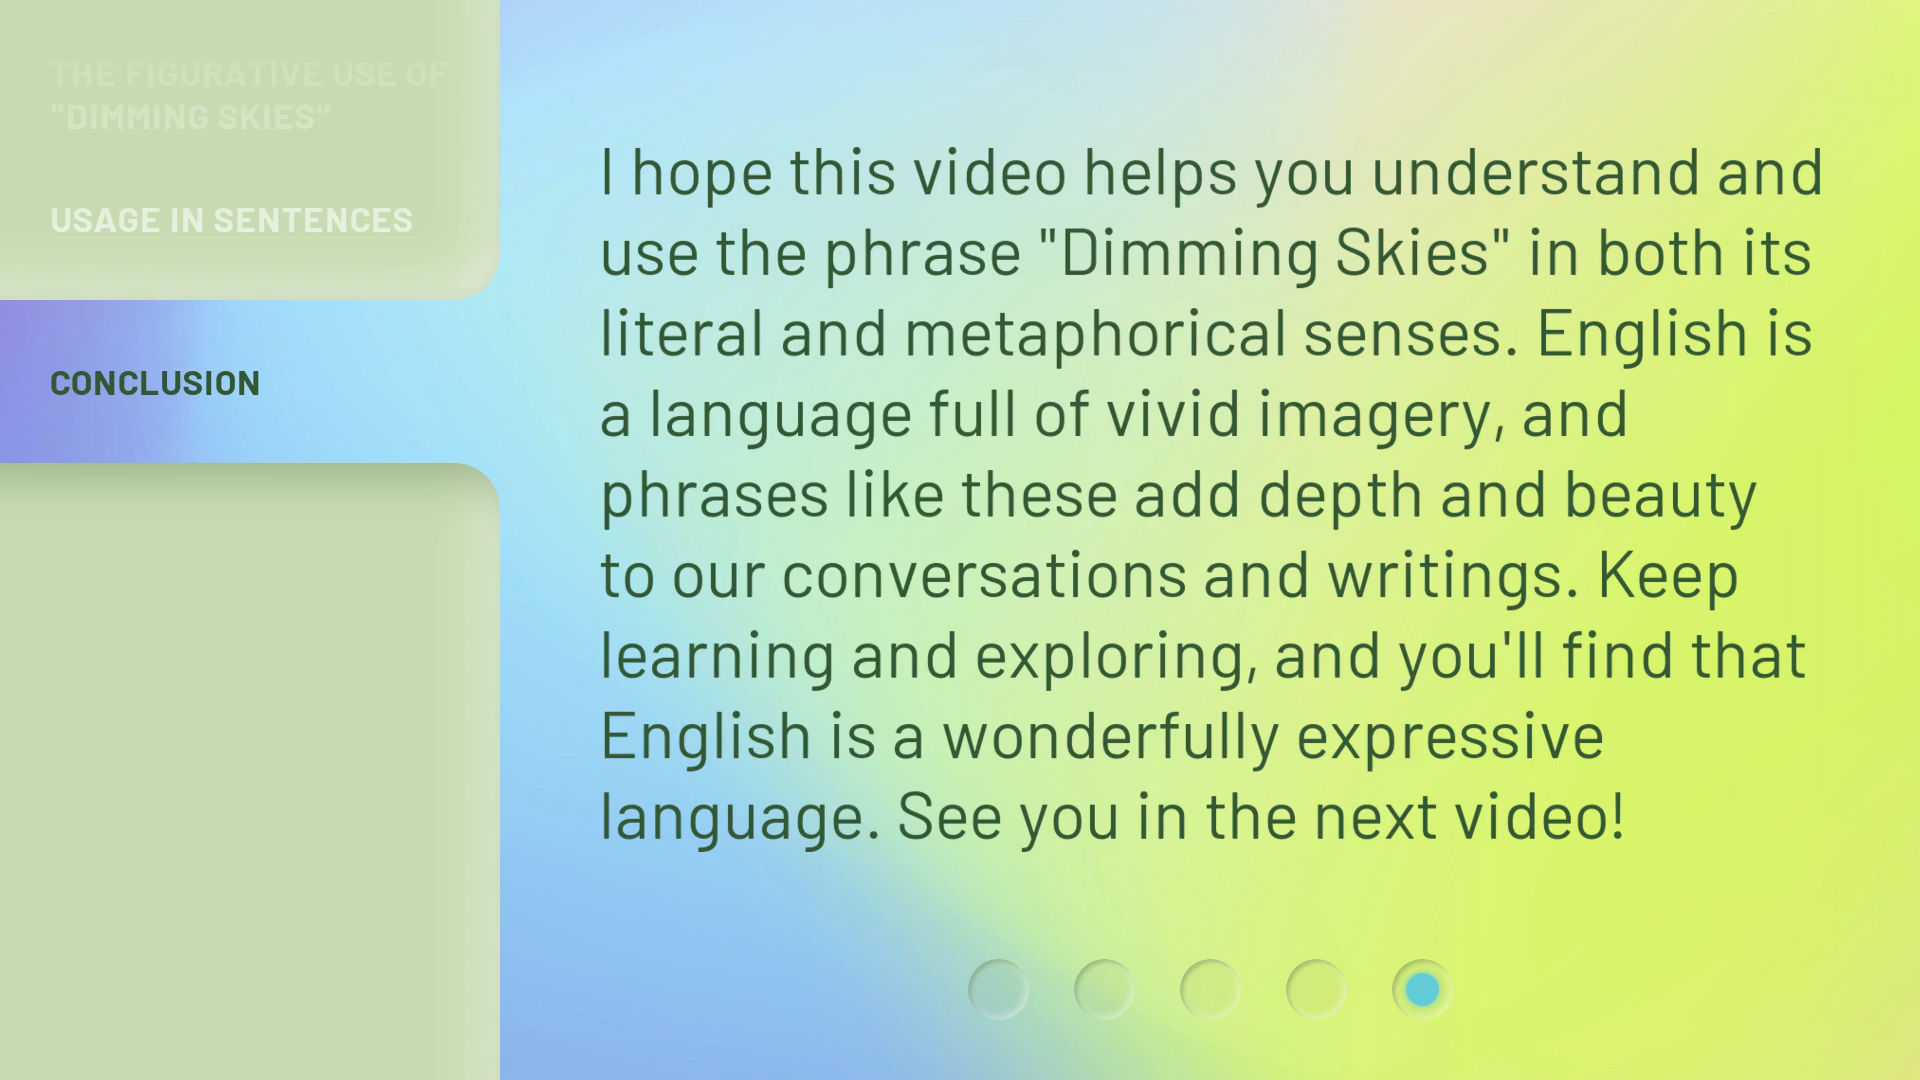 THE FIGURATIVE USE OF
"DIMMING SKIES"
USAGE IN SENTENCES
CONCLUSION
I hope this video helps you understand and
use the phrase "Dimming Skies" in both its
literal and metaphorical senses. English is
a language full of vivid imagery, and
phrases like these add depth and beauty
to our conversations and writings. Keep
learning and exploring, and you'll find that
English is a wonderfully expressive
language. See you in the next video!